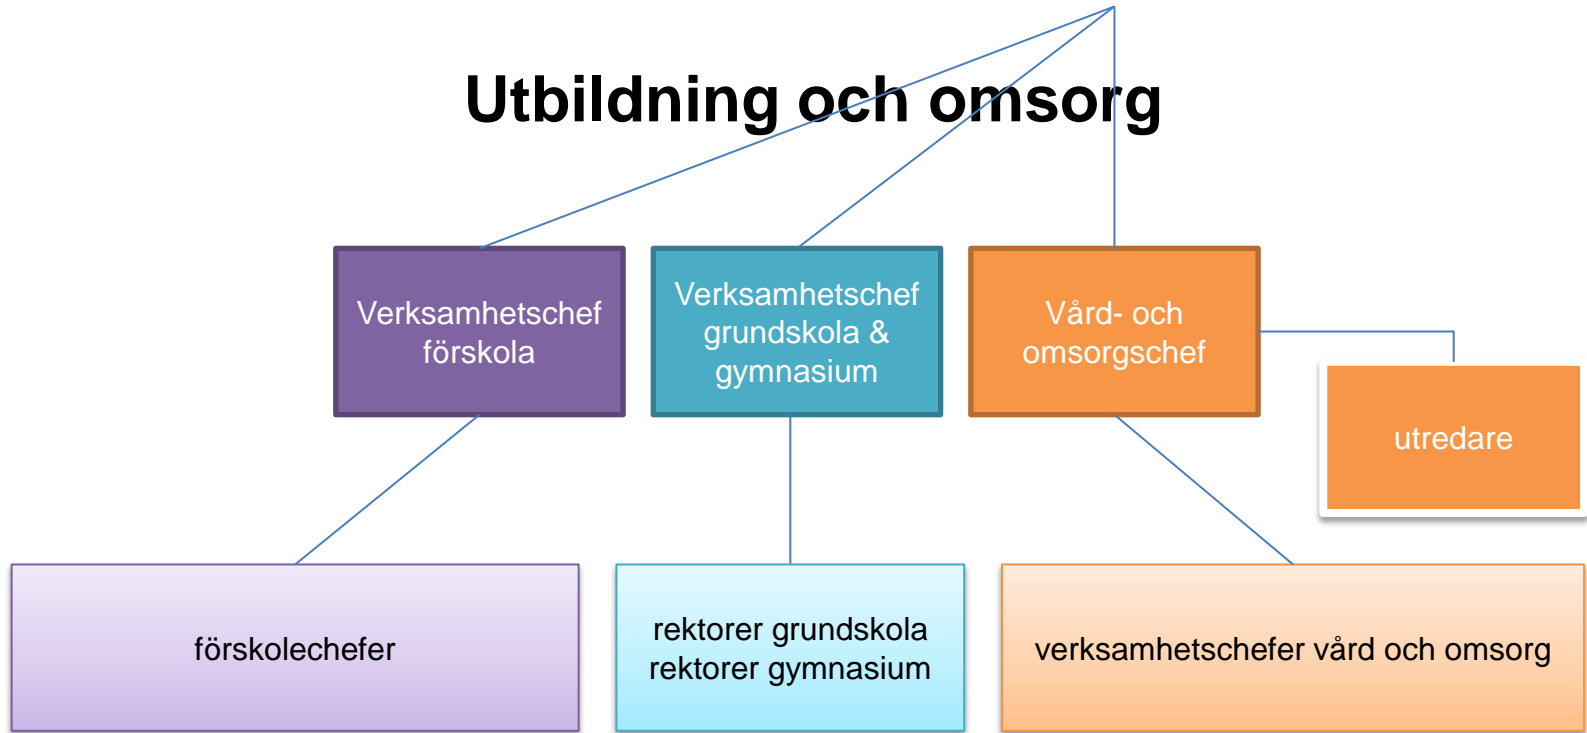 Utbildning och omsorg
Verksamhetschef
förskola
Verksamhetschef
grundskola &
gymnasium
Vård- och
omsorgschef
utredare
förskolechefer
rektorer grundskola
rektorer gymnasium
verksamhetschefer vård och omsorg